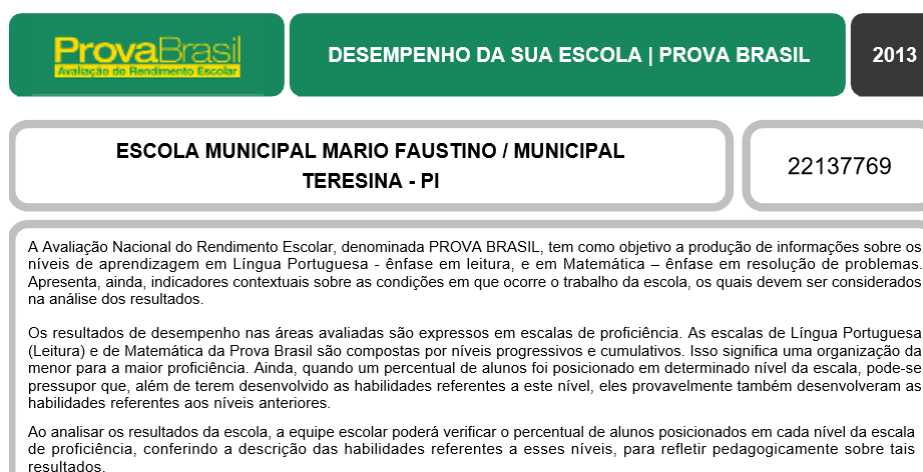 ProvaBrasil
Avaliação do Rendimento Escolar
DESEMPENHO DA SUA ESCOLA | PROVA BRASIL
2013
ESCOLA MUNICIPAL MARIO FAUSTINO / MUNICIPAL
TERESINA - PI
22137769
A Avaliação Nacional do Rendimento Escolar, denominada PROVA BRASIL, tem como objetivo a produção de informações sobre os
níveis de aprendizagem em Língua Portuguesa - ênfase em leitura, e em Matemática – ênfase em resolução de problemas.
Apresenta, ainda, indicadores contextuais sobre as condições em que ocorre o trabalho da escola, os quais devem ser considerados
na análise dos resultados.
Os resultados de desempenho nas áreas avaliadas são expressos em escalas de proficiência. As escalas de Língua Portuguesa
(Leitura) e de Matemática da Prova Brasil são compostas por níveis progressivos e cumulativos. Isso significa uma organização da
menor para a maior proficiência. Ainda, quando um percentual de alunos foi posicionado em determinado nível da escala, pode-se
pressupor que, além de terem desenvolvido as habilidades referentes a este nível, eles provavelmente também desenvolveram as
habilidades referentes aos níveis anteriores.
Ao analisar os resultados da escola, a equipe escolar poderá verificar o percentual de alunos posicionados em cada nível da escala
de proficiência, conferindo a descrição das habilidades referentes a esses níveis, para refletir pedagogicamente sobre tais
resultados.